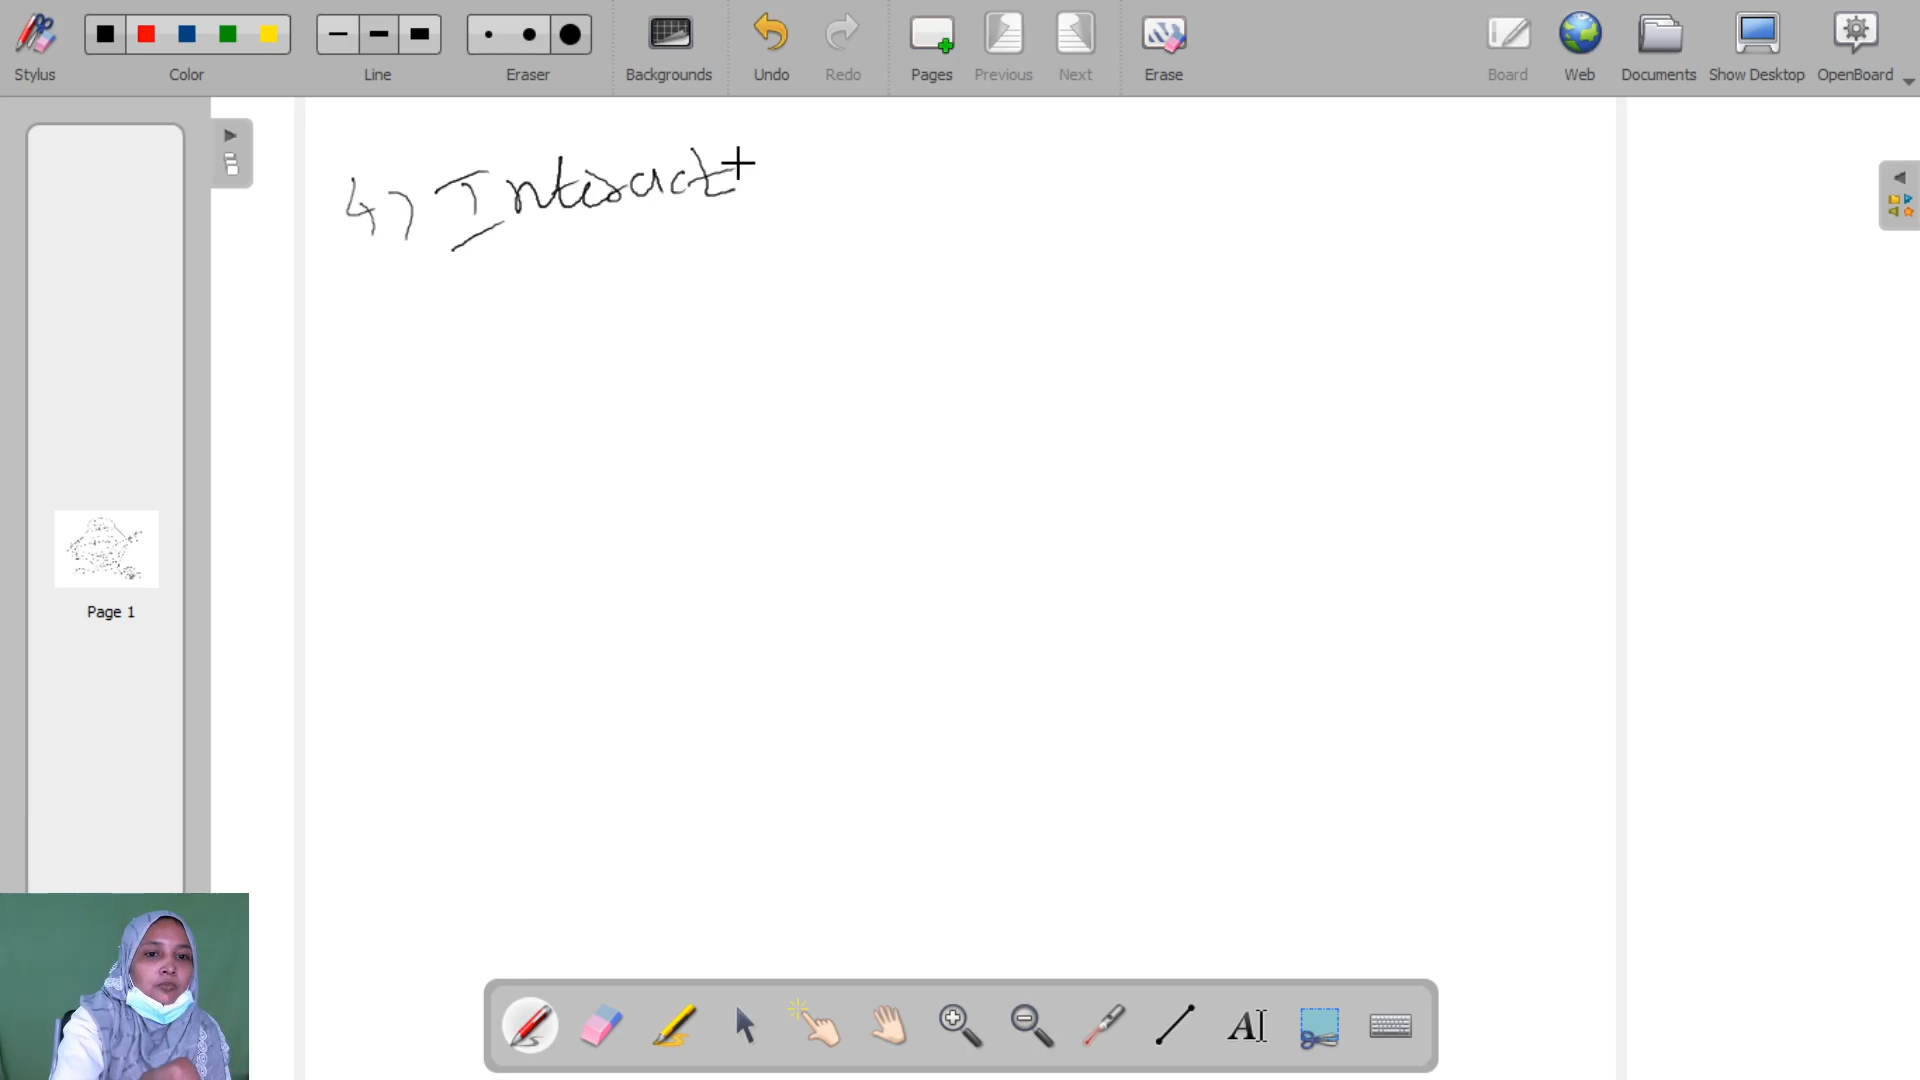 Stylus
Color
Line
Eraser
Backgrounds
Undo
Redo
Pages
Previous
Next
Erase
Board
Web
Documents
Show Desktop
OpenBoard
4) Interact
Page 1